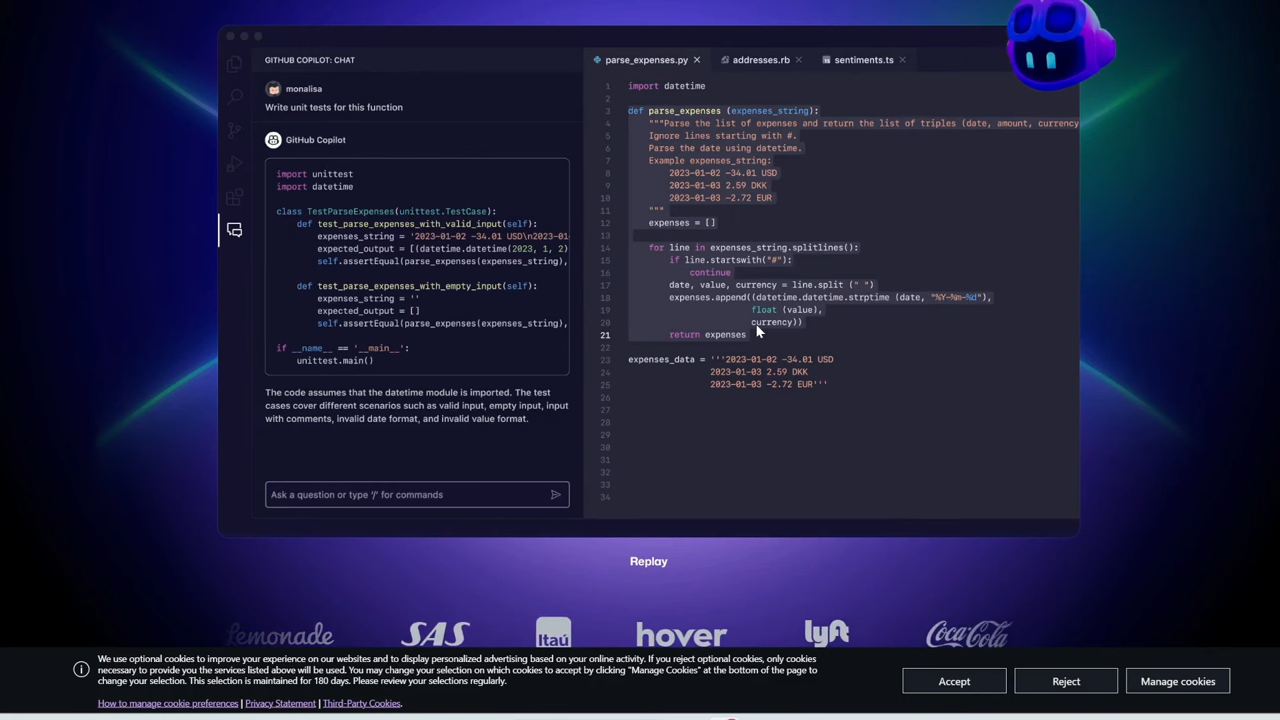 GITHUB COPILOT: CHAT
monalisa
Write unit tests for this function
GitHub Copilot
import unittest
import datetime
class TestParseExpenses(unittest.TestCase):
def test_parse_expenses_with_valid_input(self):
expenses_string = '2023-01-02 -34.01 USD\n2023-01
expected_output = [(datetime.datetime(2023, 1, 2)
self.assertEqual(parse_expenses(expenses_string),
def test_parse_expenses_with_empty_input(self):
expenses_string = ''
expected_output = []
self.assertEqual(parse_expenses(expenses_string),
if __name__ == '__main__':
unittest.main()
The code assumes that the datetime module is imported. The test
cases cover different scenarios such as valid input, empty input, input
with comments, invalid date format, and invalid value format.
Ask a question or type '/' for commands
parse_expenses.py
addresses.rb
sentiments.ts
1 import datetime
2
3 def parse_expenses (expenses_string):
4 """Parse the list of expenses and return the list of triples (date, amount, currency
5 Ignore lines starting with #.
6 Parse the date using datetime.
7 Example expenses_string:
8 2023-01-02 -34.01 USD
9 2023-01-03 2.59 DKK
10 2023-01-03 -2.72 EUR
11 """
12 expenses = []
13
14 for line in expenses_string.splitlines():
15 if line.startswith("#"):
16 continue
17 date, value, currency = line.split (" ")
18 expenses.append((datetime.datetime.strptime (date, "%Y-%m-%d"),
19 float (value),
20 currency))
21 return expenses
22
23 expenses_data = '''2023-01-02 -34.01 USD
24 2023-01-03 2.59 DKK
25 2023-01-03 -2.72 EUR'''
26
27
28
29
30
31
32
33
34
Replay
Lemonade
SAS
Itaú
hover
lyft
Coca-Cola
We use optional cookies to improve your experience on our websites and to display personalized advertising based on your online activity. If you reject optional cookies, only cookies
necessary to provide you the services listed above will be used. You may change your selection on which cookies to accept by clicking "Manage Cookies" at the bottom of the page to
change your selection. This selection is maintained for 180 days. Please review your selections regularly.
How to manage cookie preferences | Privacy Statement | Third-Party Cookies.
Accept
Reject
Manage cookies